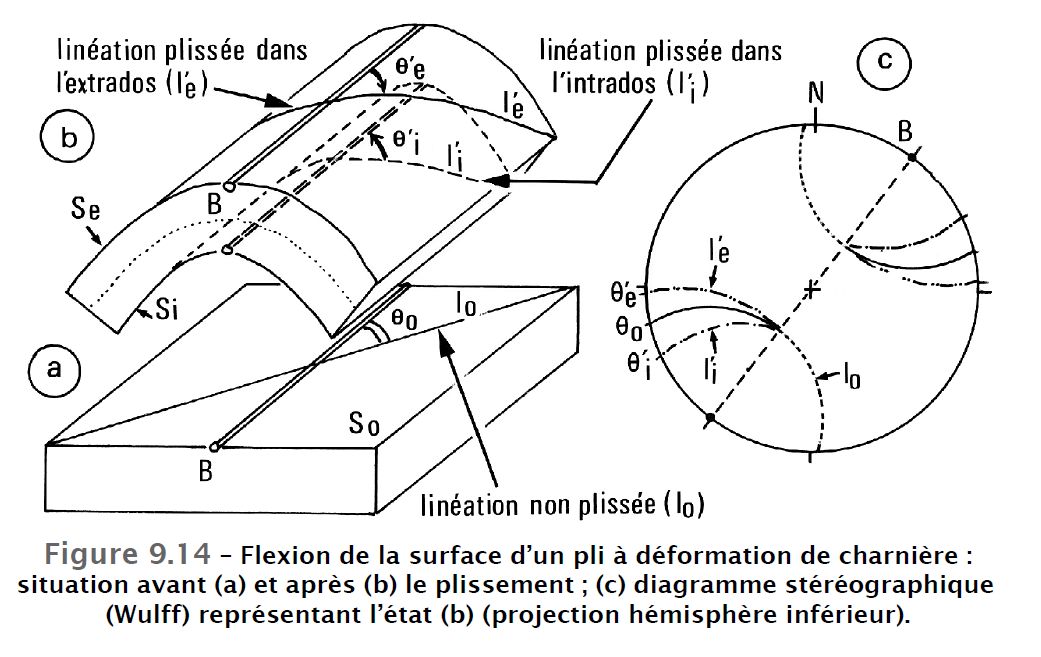 linéation plissée dans
l'extrados (l'e)
θ'e
linéation plissée dans
l'intrados (l'i)
c
N
B
b
l'e
θ'i
l'i
B
Se
Si
l'e
θ'e
θo
θ'i
l'i
lo
a
θo
lo
So
B
linéation non plissée (lo)
Figure 9.14 – Flexion de la surface d'un pli à déformation de charnière :
situation avant (a) et après (b) le plissement ; (c) diagramme stéréographique
(Wulff) représentant l'état (b) (projection hémisphère inférieur).